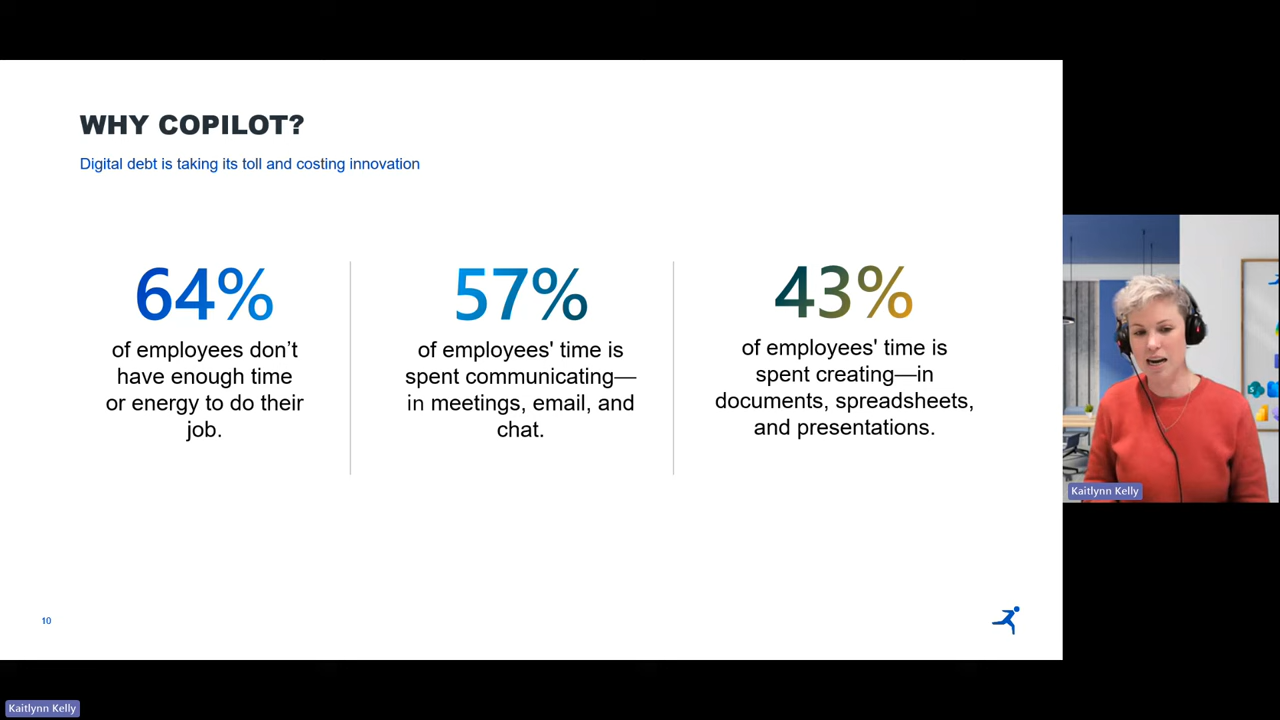 WHY COPILOT?
Digital debt is taking its toll and costing innovation
64%
of employees don’t
have enough time
or energy to do their
job.
57%
of employees' time is
spent communicating—
in meetings, email, and
chat.
43%
of employees' time is
spent creating—in
documents, spreadsheets,
and presentations.
10
Kaitlynn Kelly
Kaitlynn Kelly